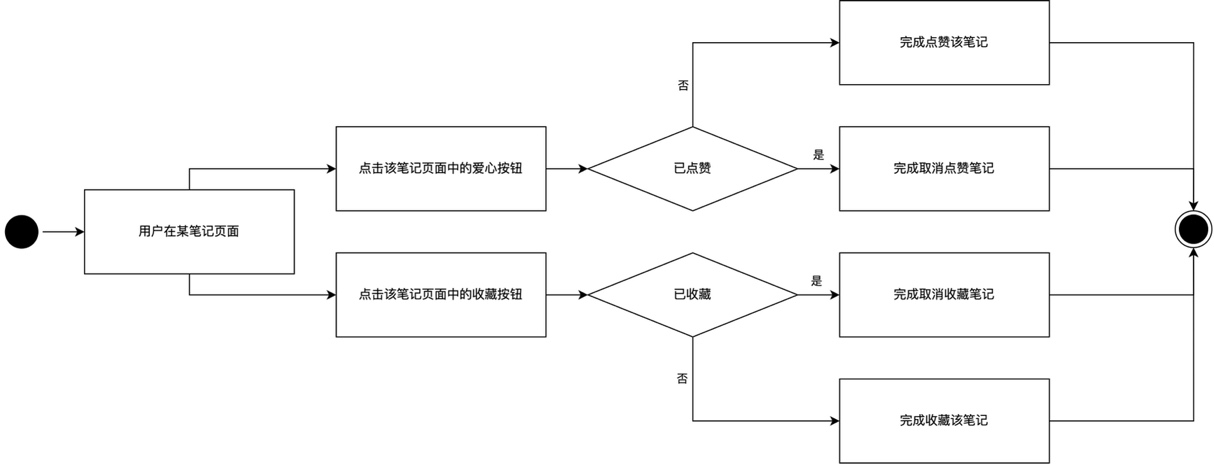 用户在某笔记页面
点击该笔记页面中的爱心按钮
已点赞
否
完成点赞该笔记
是
完成取消点赞笔记
点击该笔记页面中的收藏按钮
已收藏
是
完成取消收藏笔记
否
完成收藏该笔记